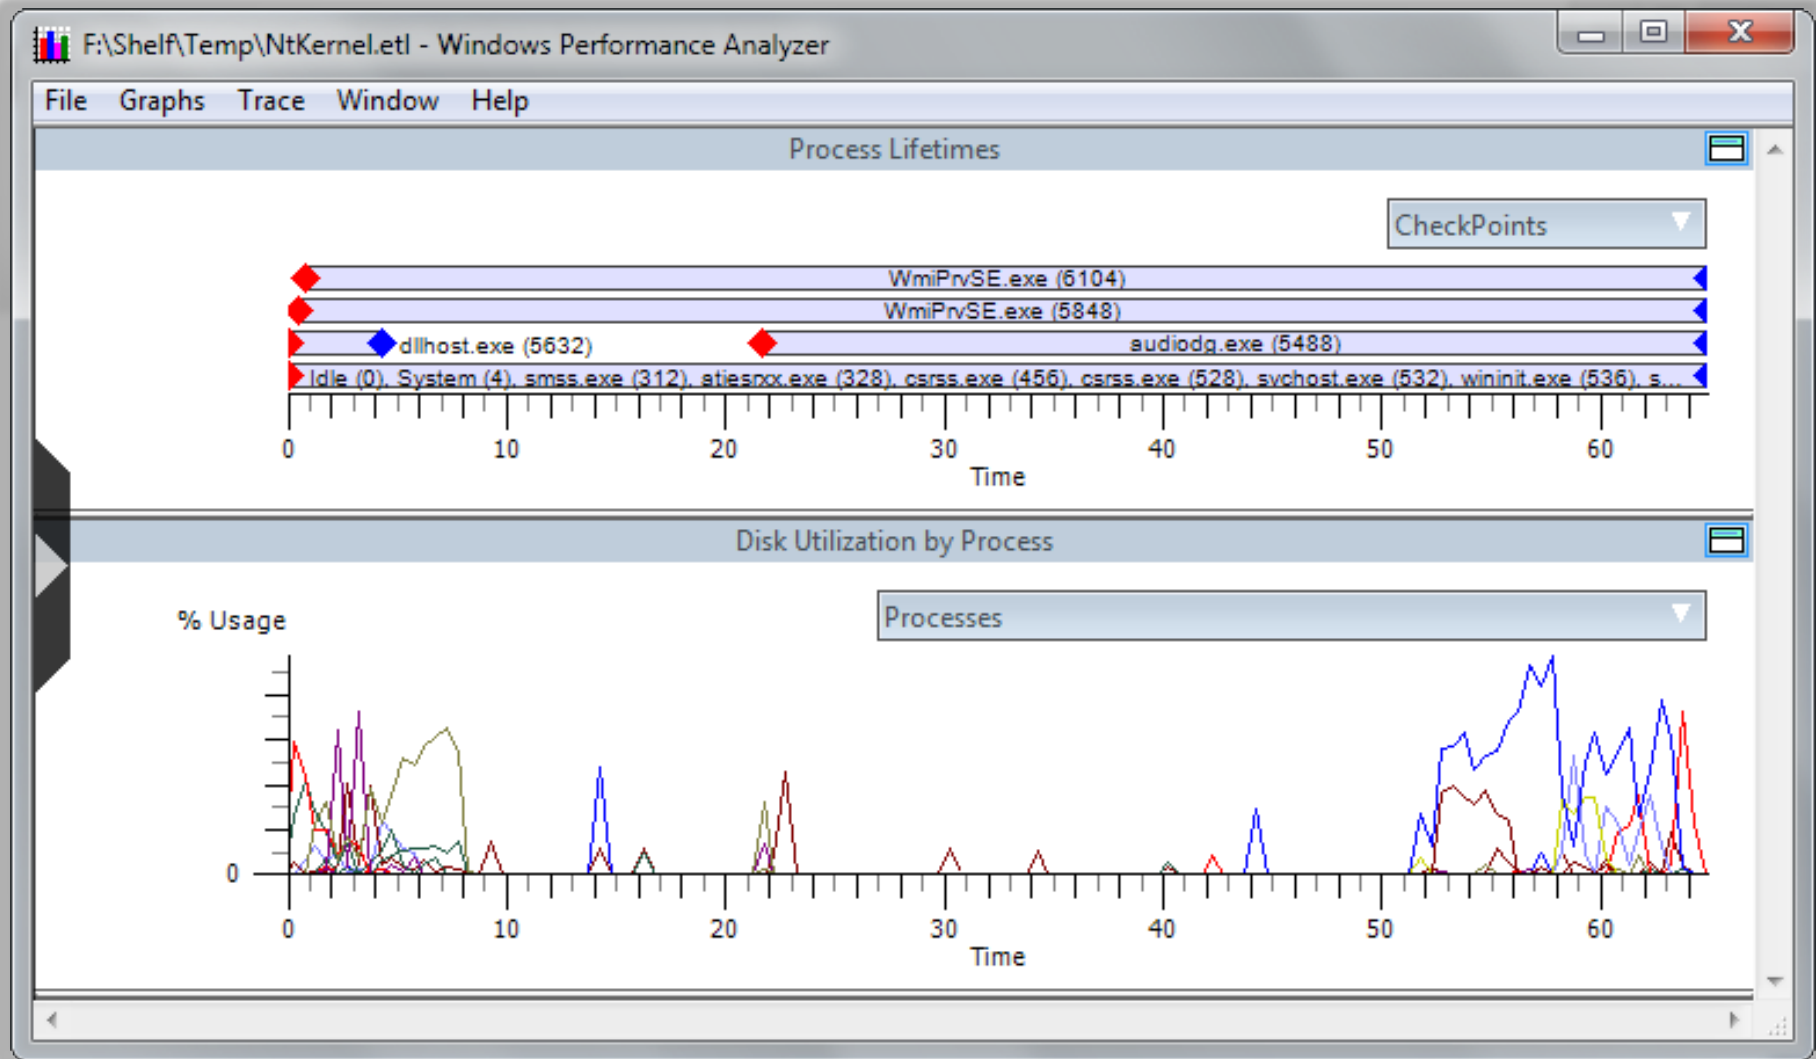 F:\Shelf\Temp\NtKernel.etl - Windows Performance Analyzer
File Graphs Trace Window Help
Process Lifetimes
CheckPoints
WmiPrvSE.exe (6104)
WmiPrvSE.exe (5848)
dllhost.exe (5632) audiodg.exe (5488)
Idle (0), System (4), smss.exe (312), atiesrxx.exe (328), csrss.exe (456), csrss.exe (528), svchost.exe (532), wininit.exe (536), s...
0 10 20 30 40 50 60
Time
Disk Utilization by Process
Processes
% Usage
0
0 10 20 30 40 50 60
Time